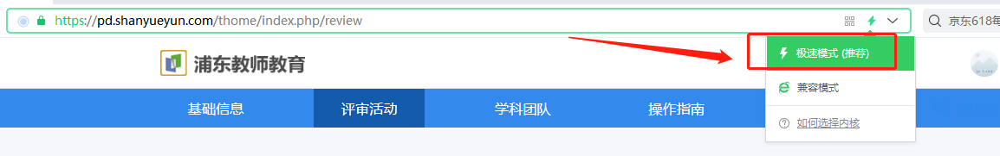 https://pd.shanyueyun.com/thome/index.php/review
京东618年
极速模式 (推荐)
浦东教师教育
兼容模式
基础信息
评审活动
学科团队
操作指南
如何选择内核